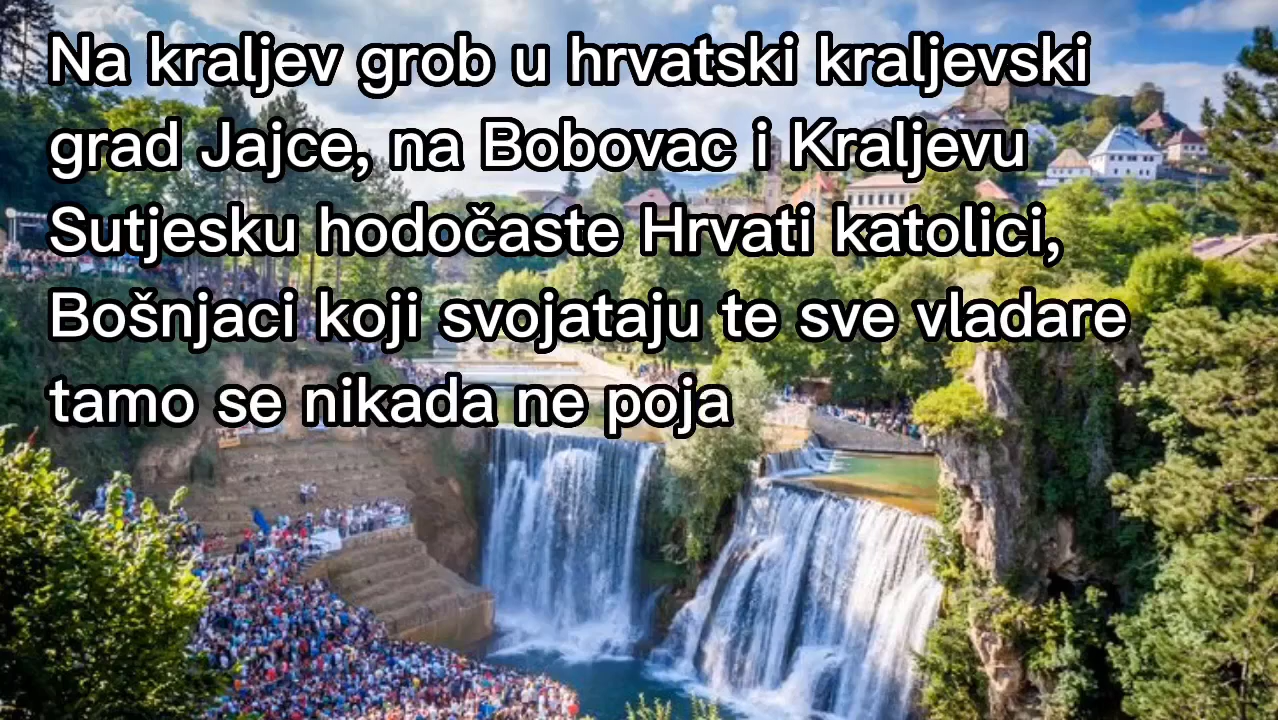 Na kraljev grob u hrvatski kraljevski
grad Jajce, na Bobovac i Kraljevu
Sutjesku hodočaste Hrvati katolici,
Bošnjaci koji svojataju te sve vladare
tamo se nikada ne poja